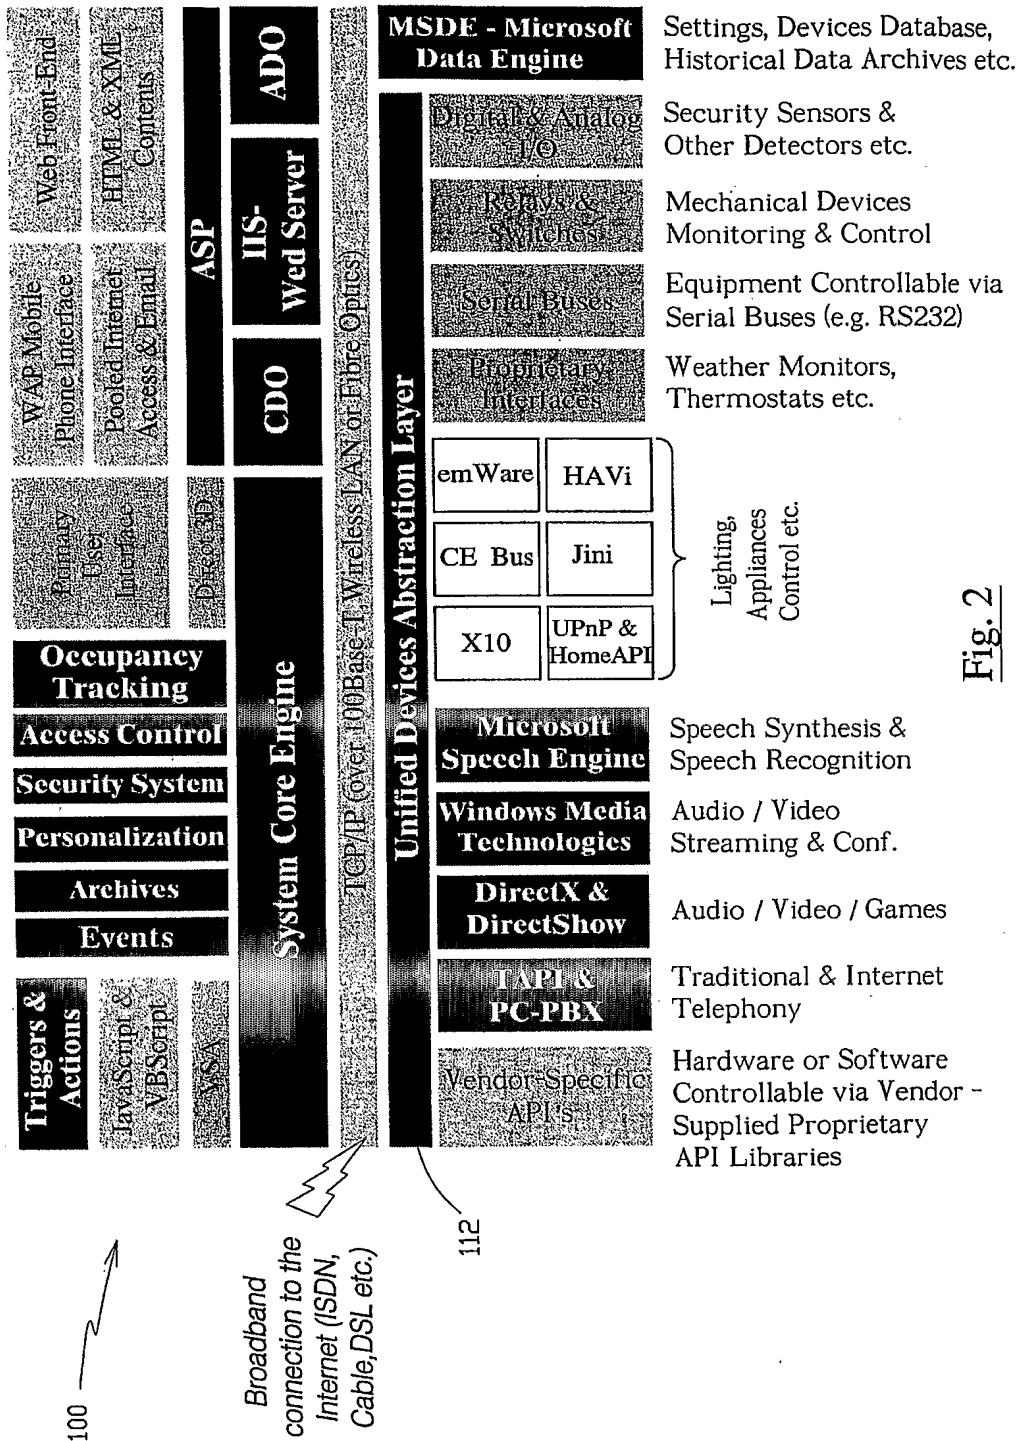 Web Front-End
HTML & XML
Contents
WAP Mobile
Phone Interface
Pooled Internet
Access & Email
Primary
User
Interface
Direct 3D
ASP
ADO
IIS-
Wed Server
CDO
Occupancy
Tracking
Access Control
Security System
Personalization
Archives
Events
Triggers &
Actions
JavaScript &
VBScript
VSA
System Core Engine
TCP/IP (over 100Base-T, Wireless LAN or Fibre Optics)
Unified Devices Abstraction Layer
MSDE - Microsoft
Data Engine
Settings, Devices Database,
Historical Data Archives etc.
Digital & Analog
I/O
Security Sensors &
Other Detectors etc.
Relays &
Switches
Mechanical Devices
Monitoring & Control
Serial Buses
Equipment Controllable via
Serial Buses (e.g. RS232)
Proprietary
Interfaces
Weather Monitors,
Thermostats etc.
emWare
HAVi
CE Bus
Jini
X10
UPnP &
HomeAPI
Lighting,
Appliances
Control etc.
Microsoft
Speech Engine
Speech Synthesis &
Speech Recognition
Windows Media
Technologies
Audio / Video
Streaming & Conf.
DirectX &
DirectShow
Audio / Video / Games
TAPI &
PC-PBX
Traditional & Internet
Telephony
Vendor-Specific
API's
Hardware or Software
Controllable via Vendor -
Supplied Proprietary
API Libraries
Broadband
connection to the
Internet (ISDN,
Cable,DSL etc.)
100
112
Fig. 2